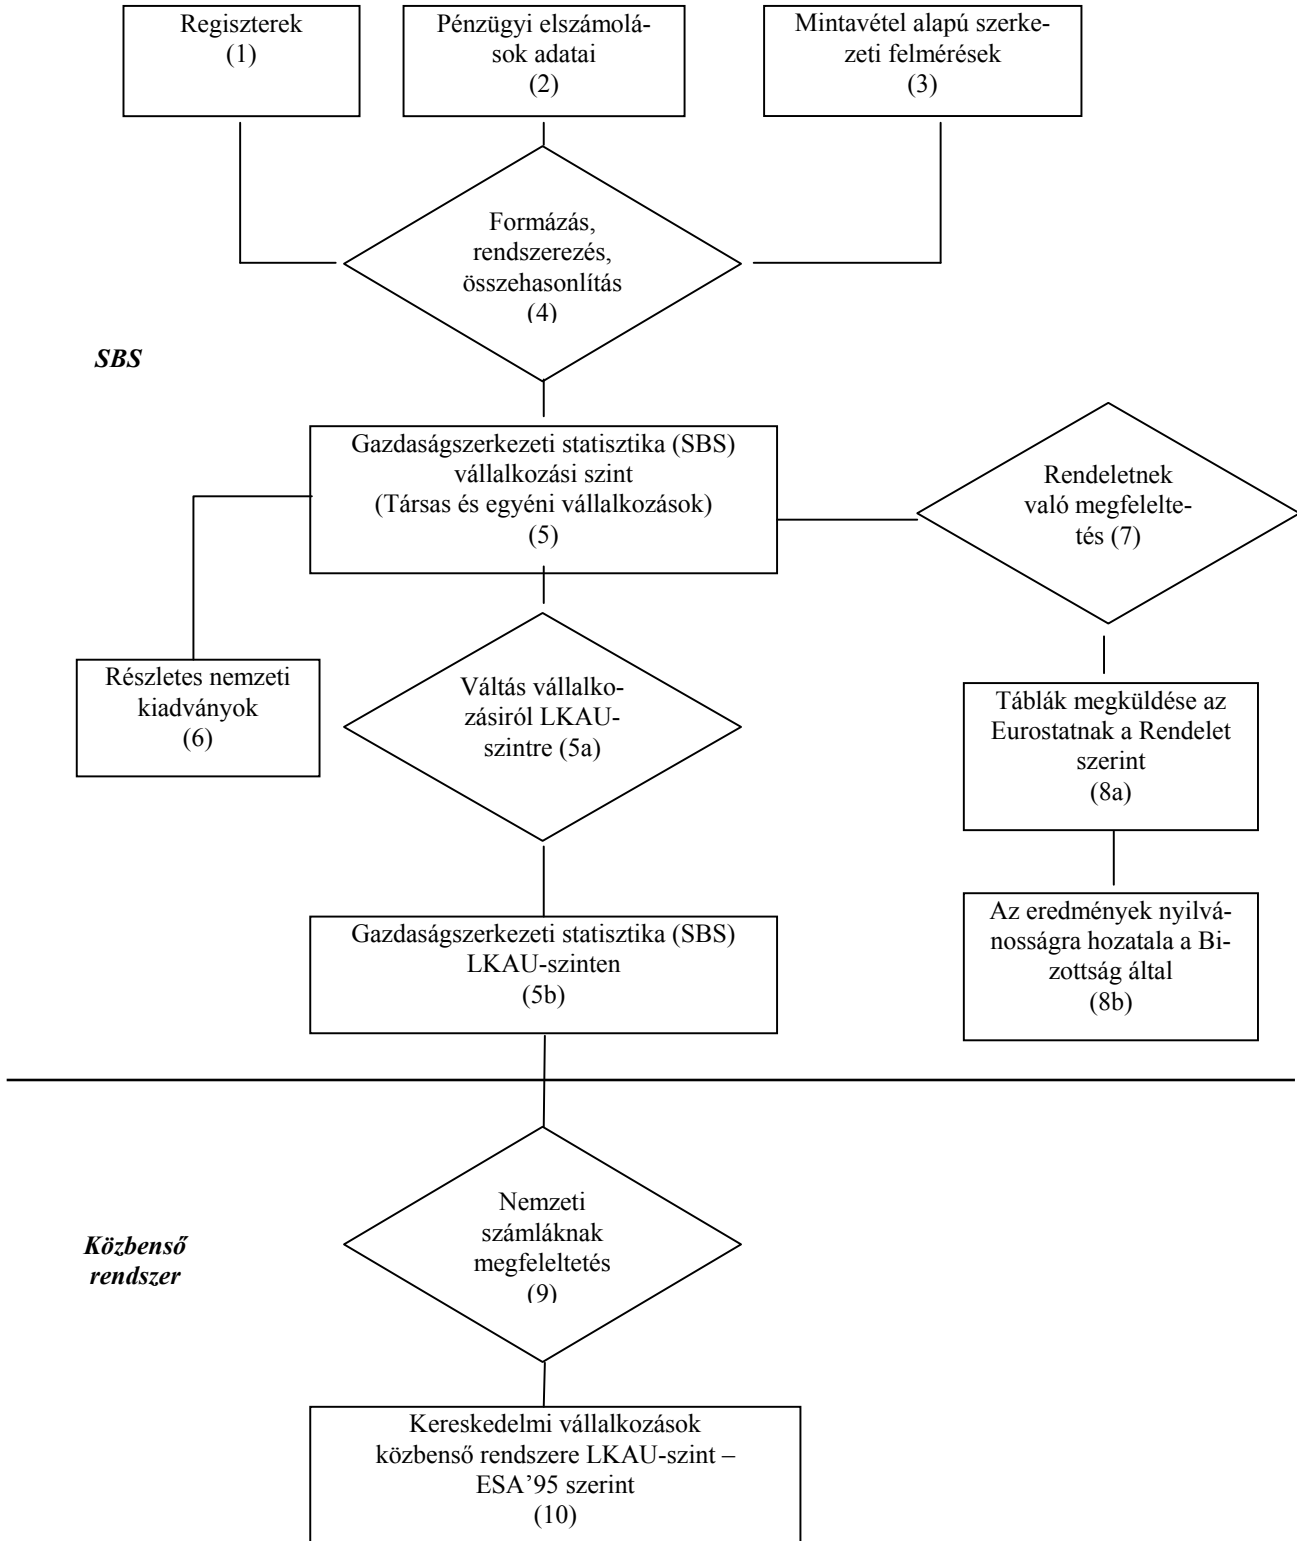 Regiszterek
(1)
Pénzügyi elszámolá-
sok adatai
(2)
Mintavétel alapú szerke-
zeti felmérések
(3)
Formázás,
rendszerezés,
összehasonlítás
(4)
SBS
Gazdaságszerkezeti statisztika (SBS)
vállalkozási szint
(Társas és egyéni vállalkozások)
(5)
Rendeletnek
való megfelelte-
tés (7)
Részletes nemzeti
kiadványok
(6)
Váltás vállalko-
zásiról LKAU-
szintre (5a)
Táblák megküldése az
Eurostatnak a Rendelet
szerint
(8a)
Gazdaságszerkezeti statisztika (SBS)
LKAU-szinten
(5b)
Az eredmények nyilvá-
nosságra hozatala a Bi-
zottság által
(8b)
Közbenső
rendszer
Nemzeti
számláknak
megfeleltetés
(9)
Kereskedelmi vállalkozások
közbenső rendszere LKAU-szint –
ESA’95 szerint
(10)